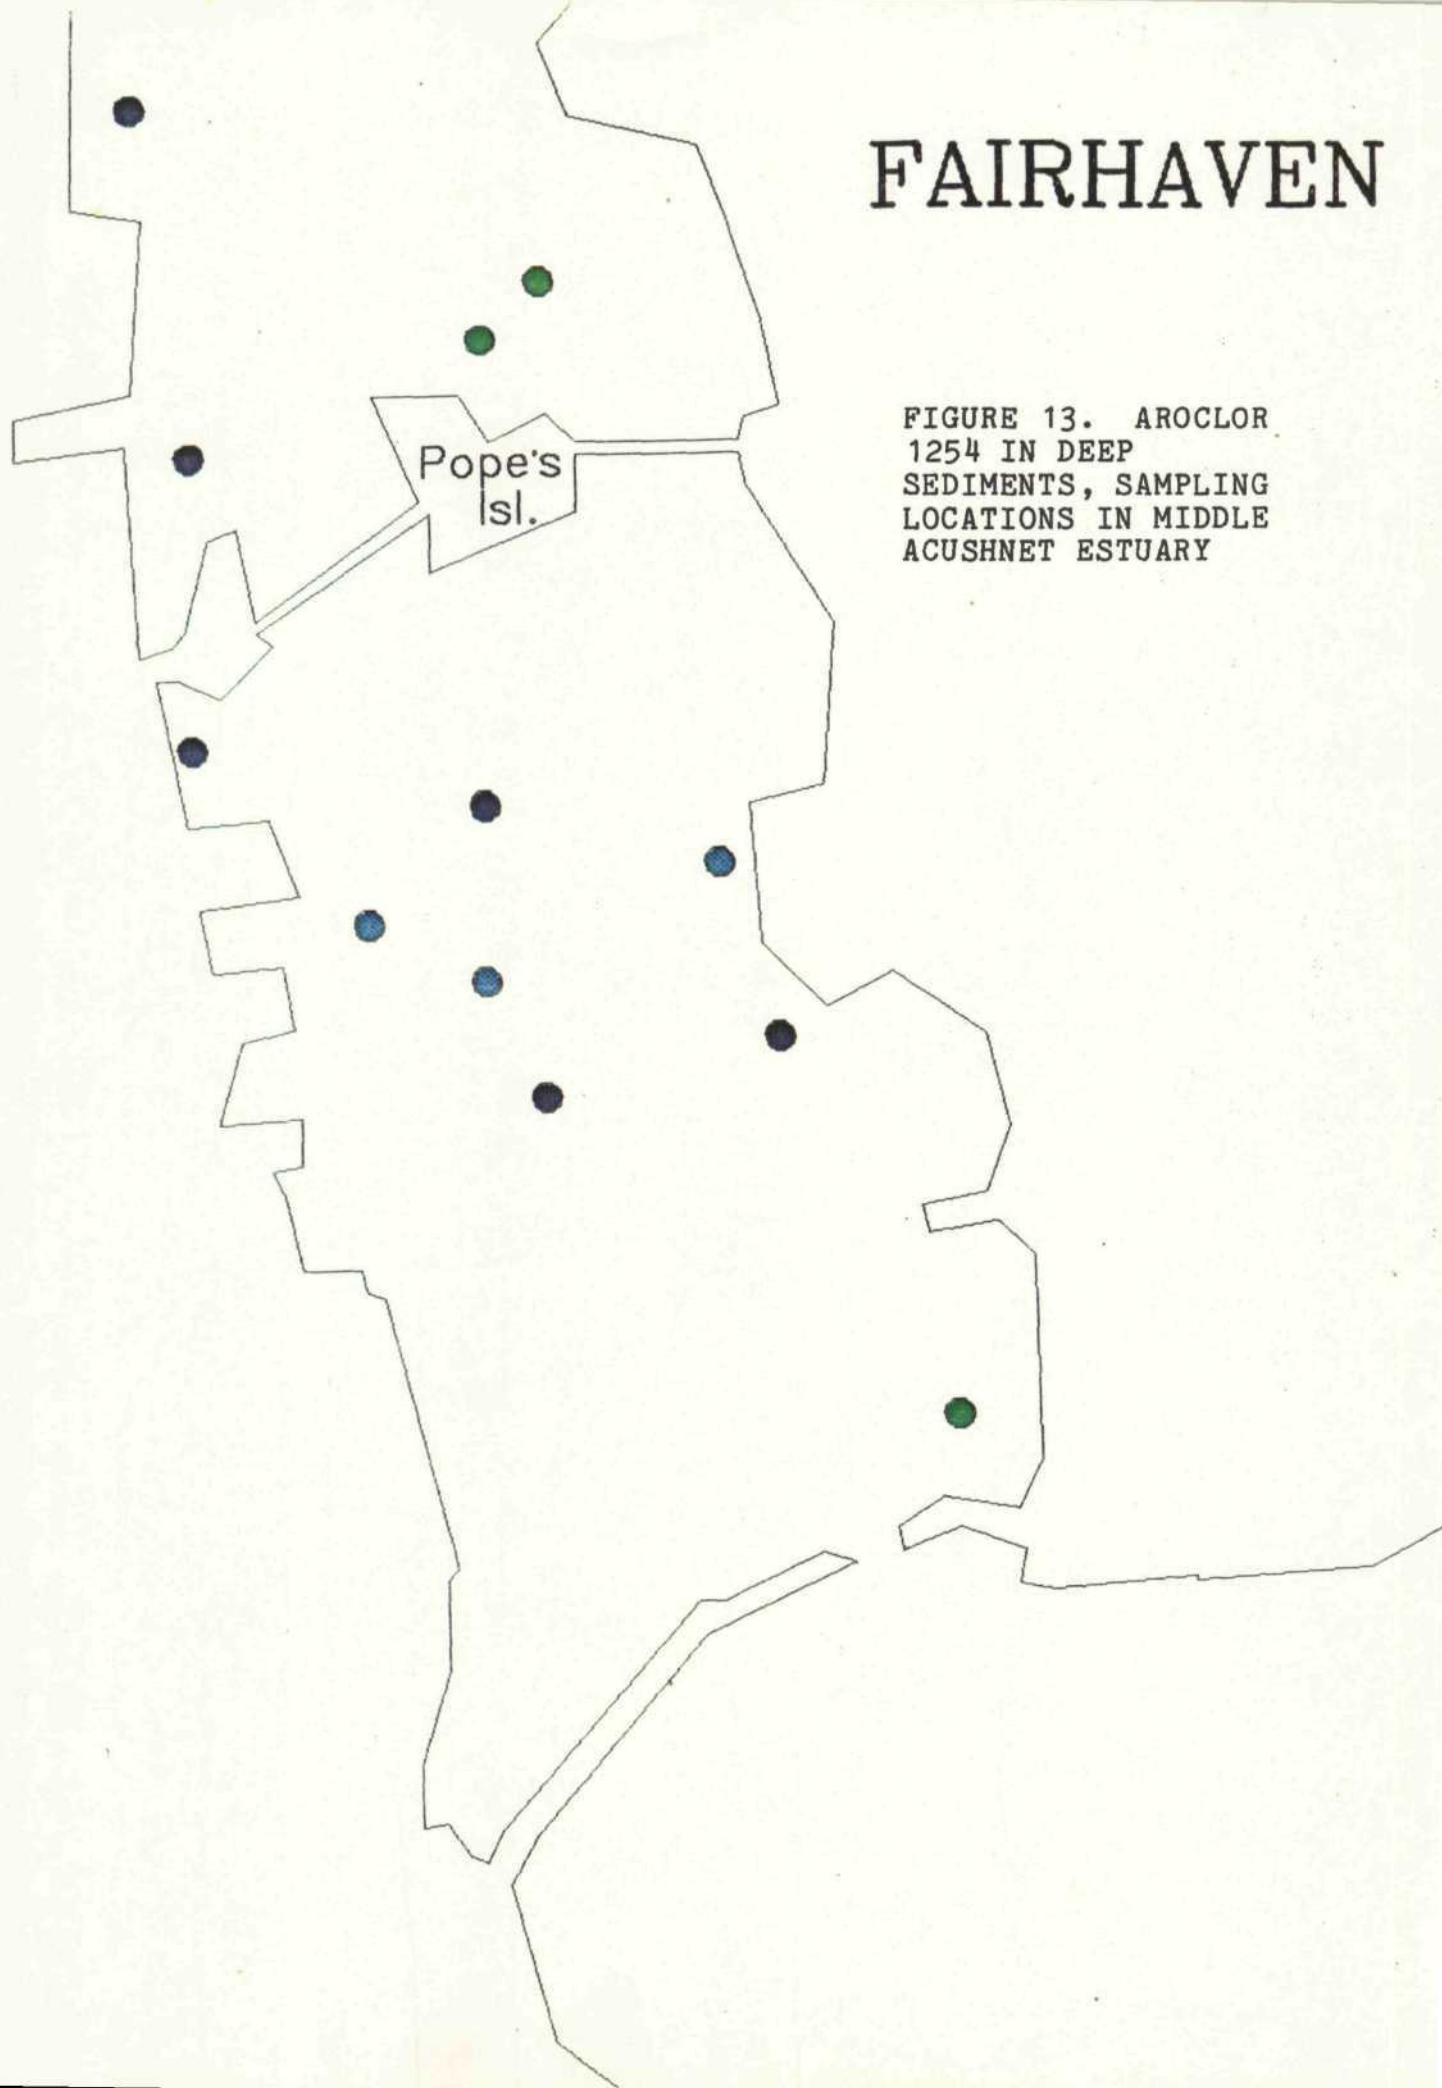 FAIRHAVEN
FIGURE 13. AROCLOR
1254 IN DEEP
SEDIMENTS, SAMPLING
LOCATIONS IN MIDDLE
ACUSHNET ESTUARY
Pope's
Isl.